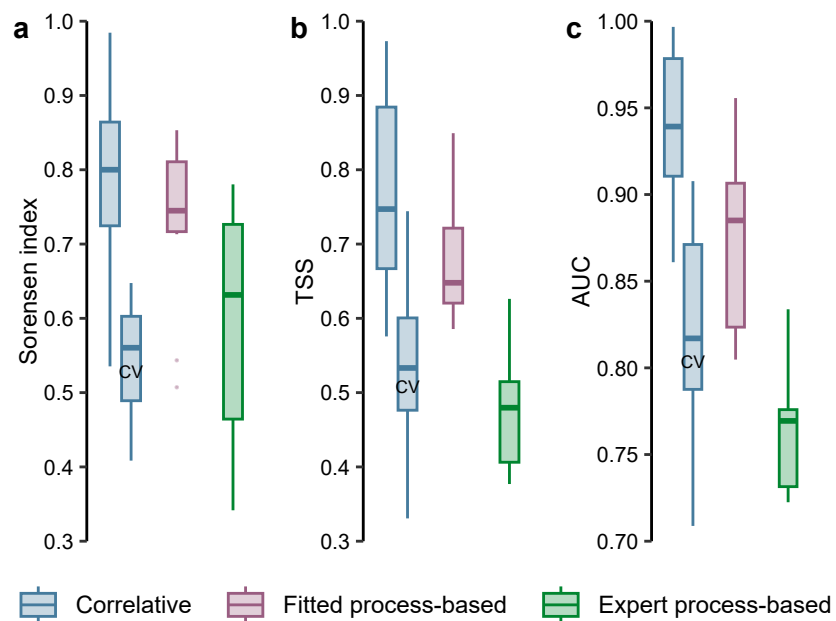 a
b
c
1.0
0.9
0.8
0.7
0.6
0.5
0.4
0.3
Sorensen index
CV
1.0
0.9
0.8
0.7
0.6
0.5
0.4
0.3
TSS
CV
1.00
0.95
0.90
0.85
0.80
0.75
0.70
AUC
CV
Correlative Fitted process-based Expert process-based